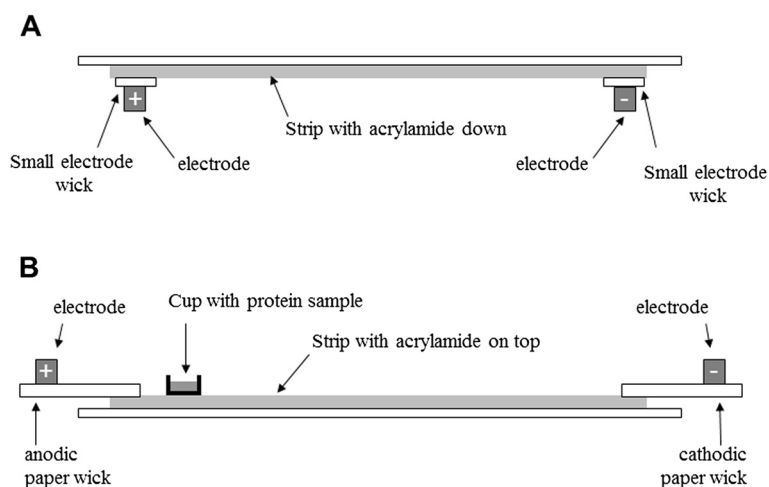 A
+
-
Strip with acrylamide down
Small electrode
wick
electrode
electrode
Small electrode
wick
B
electrode
Cup with protein sample
electrode
Strip with acrylamide on top
+
-
anodic
paper wick
cathodic
paper wick